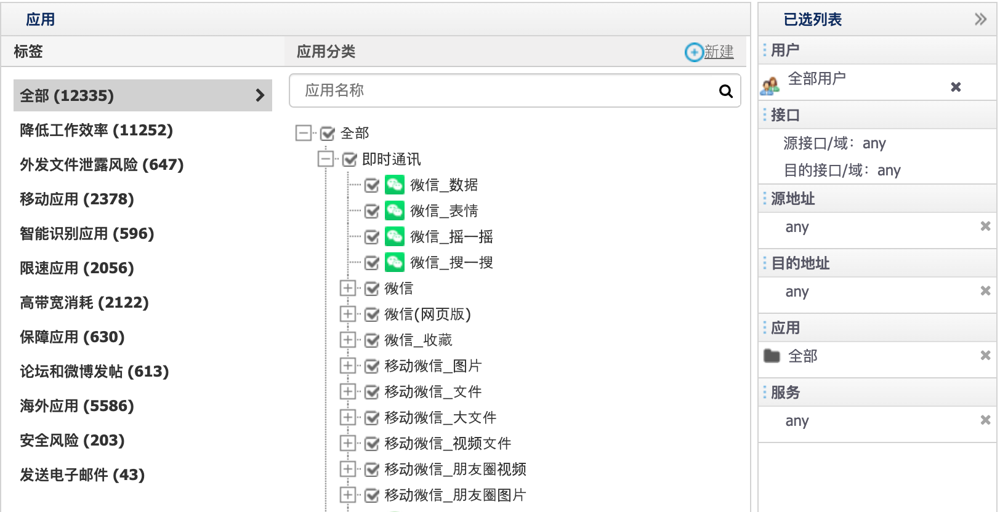 应用
标签
全部 (12335)
降低工作效率 (11252)
外发文件泄露风险 (647)
移动应用 (2378)
智能识别应用 (596)
限速应用 (2056)
高带宽消耗 (2122)
保障应用 (630)
论坛和微博发帖 (613)
海外应用 (5586)
安全风险 (203)
发送电子邮件 (43)
应用分类
新建
应用名称
全部
即时通讯
微信_数据
微信_表情
微信_摇一摇
微信_搜一搜
微信
微信(网页版)
微信_收藏
移动微信_图片
移动微信_文件
移动微信_大文件
移动微信_视频文件
移动微信_朋友圈视频
移动微信_朋友圈图片
已选列表
用户
全部用户
接口
源接口/域：any
目的接口/域：any
源地址
any
目的地址
any
应用
全部
服务
any